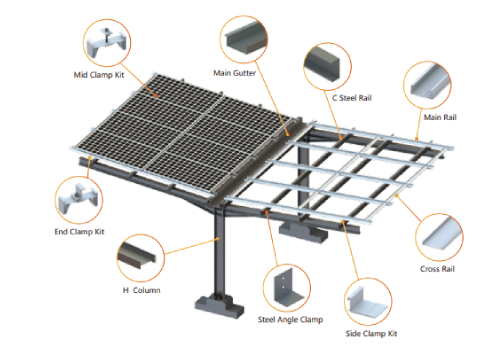 Mid Clamp Kit
Main Gutter
C Steel Rail
Main Rail
End Clamp Kit
H Column
Steel Angle Clamp
Side Clamp Kit
Cross Rail